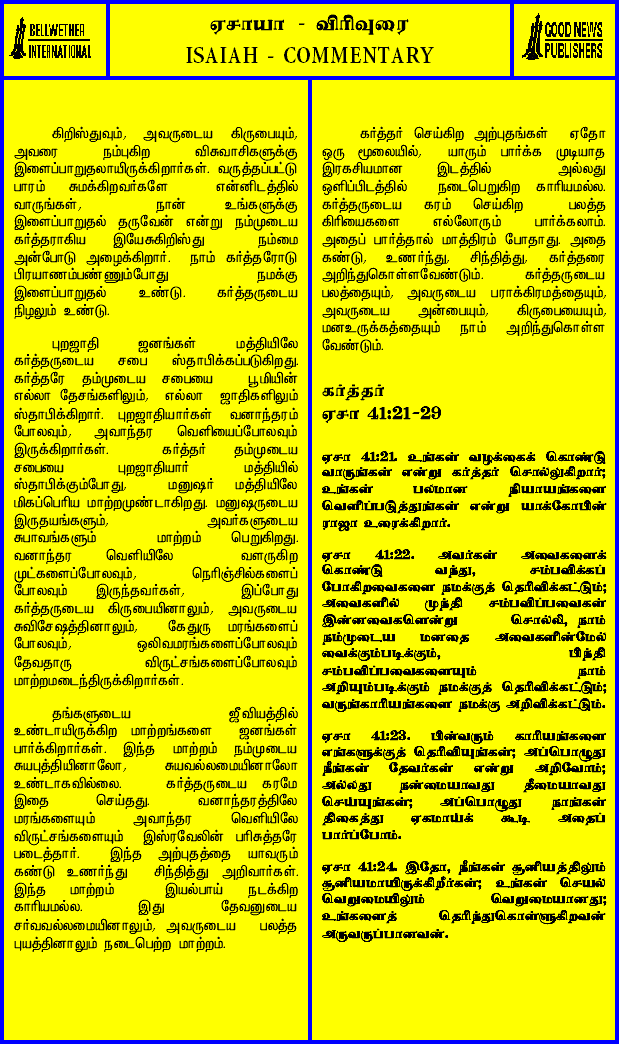 BELLWETHER
INTERNATIONAL
ஏசாயா - விரிவுரை
ISAIAH - COMMENTARY
GOOD NEWS
PUBLISHERS
கிறிஸ்துவும், அவருடைய கிருபையும்,
அவரை நம்புகிற விசுவாசிகளுக்கு
இளைப்பாறுதலாயிருக்கிறார்கள். வருத்தப்பட்டு
பாரம் சுமக்கிறவர்களே என்னிடத்தில்
வாருங்கள், நான் உங்களுக்கு
இளைப்பாறுதல் தருவேன் என்று நம்முடைய
கர்த்தராகிய இயேசுகிறிஸ்து நம்மை
அன்போடு அழைக்கிறார். நாம் கர்த்தரோடு
பிரயாணம்பண்ணும்போது நமக்கு
இளைப்பாறுதல் உண்டு. கர்த்தருடைய
நிழலும் உண்டு.
புறஜாதி ஜனங்கள் மத்தியிலே
கர்த்தருடைய சபை ஸ்தாபிக்கப்படுகிறது.
கர்த்தரே தம்முடைய சபையை பூமியின்
எல்லா தேசங்களிலும், எல்லா ஜாதிகளிலும்
ஸ்தாபிக்கிறார். புறஜாதியார்கள் வனாந்தரம்
போலவும், அவாந்தர வெளியைப்போலவும்
இருக்கிறார்கள். கர்த்தர் தம்முடைய
சபையை புறஜாதியார் மத்தியில்
ஸ்தாபிக்கும்போது, மனுஷர் மத்தியிலே
மிகப்பெரிய மாற்றமுண்டாகிறது. மனுஷருடைய
இருதயங்களும், அவர்களுடைய
சுபாவங்களும் மாற்றம் பெறுகிறது.
வனாந்தர வெளியிலே வளருகிற
முட்களைப்போலவும், நெரிஞ்சில்களைப்
போலவும் இருந்தவர்கள், இப்போது
கர்த்தருடைய கிருபையினாலும், அவருடைய
சுவிசேஷத்தினாலும், கேதுரு மரங்களைப்
போலவும், ஒலிவமரங்களைப்போலவும்
தேவதாரு விருட்சங்களைப்போலவும்
மாற்றமடைந்திருக்கிறார்கள்.
தங்களுடைய ஜீவியத்தில்
உண்டாயிருக்கிற மாற்றங்களை ஜனங்கள்
பார்க்கிறார்கள். இந்த மாற்றம் நம்முடைய
சுயபுத்தியினாலோ, சுயவல்லமையினாலோ
உண்டாகவில்லை. கர்த்தருடைய கரமே
இதை செய்தது. வனாந்தரத்திலே
மரங்களையும் அவாந்தர வெளியிலே
விருட்சங்களையும் இஸ்ரவேலின் பரிசுத்தரே
படைத்தார். இந்த அற்புதத்தை யாவரும்
கண்டு உணர்ந்து சிந்தித்து அறிவார்கள்.
இந்த மாற்றம் இயல்பாய் நடக்கிற
காரியமல்ல. இது தேவனுடைய
சர்வவல்லமையினாலும், அவருடைய பலத்த
புயத்தினாலும் நடைபெற்ற மாற்றம்.
கர்த்தர் செய்கிற அற்புதங்கள் ஏதோ
ஒரு மூலையில், யாரும் பார்க்க முடியாத
இரகசியமான இடத்தில் அல்லது
ஒளிப்பிடத்தில் நடைபெறுகிற காரியமல்ல.
கர்த்தருடைய கரம் செய்கிற பலத்த
கிரியைகளை எல்லோரும் பார்க்கலாம்.
அதைப் பார்த்தால் மாத்திரம் போதாது. அதை
கண்டு, உணர்ந்து, சிந்தித்து, கர்த்தரை
அறிந்துகொள்ளவேண்டும். கர்த்தருடைய
பலத்தையும், அவருடைய பராக்கிரமத்தையும்,
அவருடைய அன்பையும், கிருபையையும்,
மனஉருக்கத்தையும் நாம் அறிந்துகொள்ள
வேண்டும்.
கர்த்தர்
ஏசா 41:21-29
ஏசா 41:21. உங்கள் வழக்கைக் கொண்டு
வாருங்கள் என்று கர்த்தர் சொல்லுகிறார்;
உங்கள் பலமான நியாயங்களை
வெளிப்படுத்துங்கள் என்று யாக்கோபின்
ராஜா உரைக்கிறார்.
ஏசா 41:22. அவர்கள் அவைகளைக்
கொண்டு வந்து, சம்பவிக்கப்
போகிறவைகளை நமக்குத் தெரிவிக்கட்டும்;
அவைகளில் முந்தி சம்பவிப்பவைகள்
இன்னவைகளென்று சொல்லி, நாம்
நம்முடைய மனதை அவைகளின்மேல்
வைக்கும்படிக்கும், பிந்தி
சம்பவிப்பவைகளையும் நாம்
அறியும்படிக்கும் நமக்குத் தெரிவிக்கட்டும்;
வருங்காரியங்களை நமக்கு அறிவிக்கட்டும்.
ஏசா 41:23. பின்வரும் காரியங்களை
எங்களுக்குத் தெரிவியுங்கள்; அப்பொழுது
நீங்கள் தேவர்கள் என்று அறிவோம்;
அல்லது நன்மையாவது தீமையாவது
செய்யுங்கள்; அப்பொழுது நாங்கள்
திகைத்து ஏகமாய்க் கூடி அதைப்
பார்ப்போம்.
ஏசா 41:24. இதோ, நீங்கள் சூனியத்திலும்
சூனியமாயிருக்கிறீர்கள்; உங்கள் செயல்
வெறுமையிலும் வெறுமையானது;
உங்களைத் தெரிந்துகொள்ளுகிறவன்
அருவருப்பானவன்.